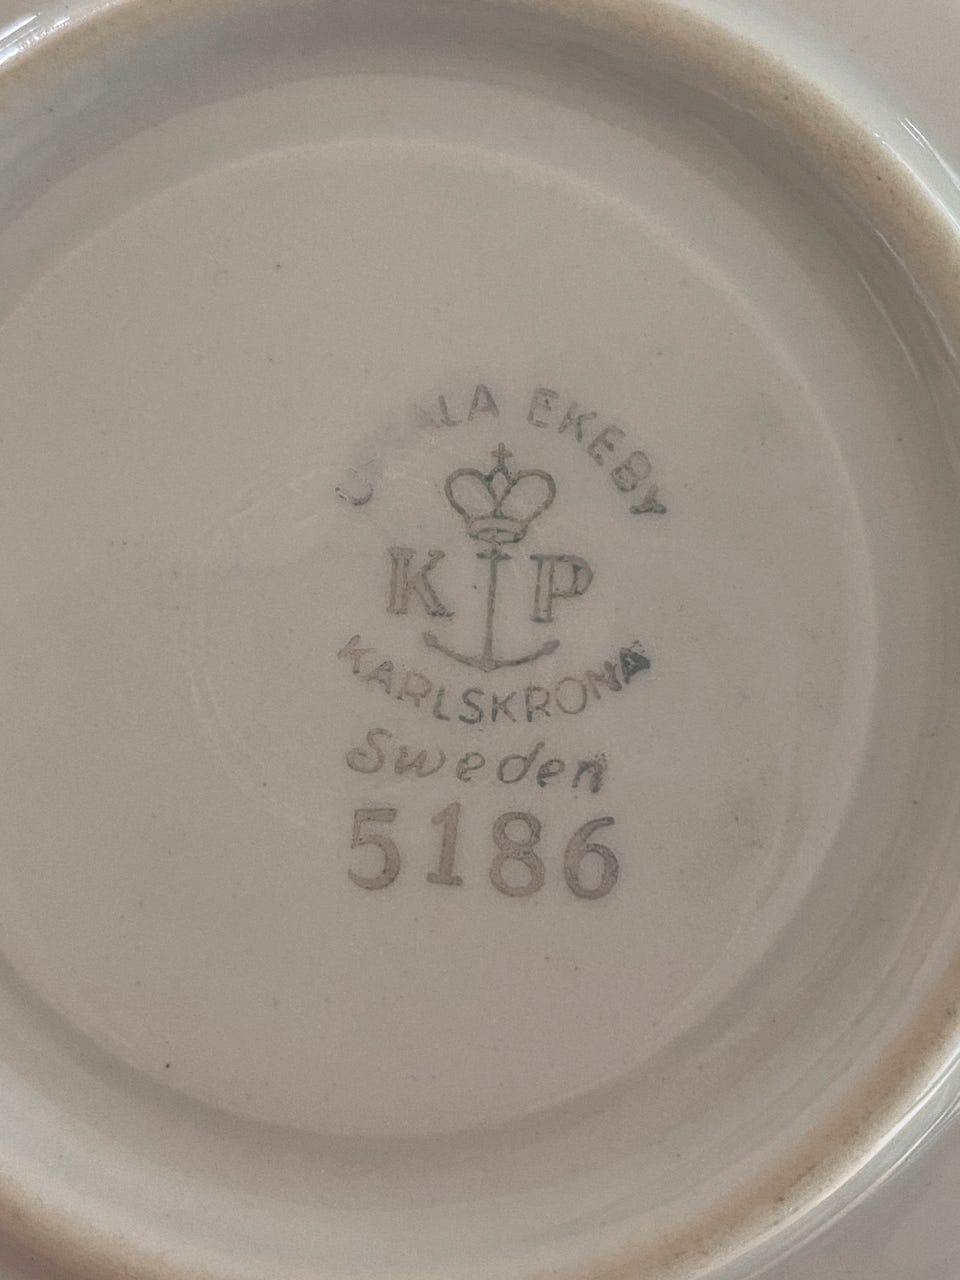 EKEBY
K P
KARLSKRONA
Sweden
5186